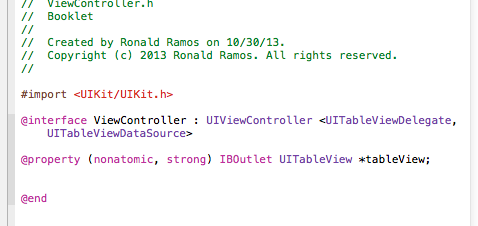 // ViewController.h
// Booklet
//
// Created by Ronald Ramos on 10/30/13.
// Copyright (c) 2013 Ronald Ramos. All rights reserved.
//
#import <UIKit/UIKit.h>
@interface ViewController : UIViewController <UITableViewDelegate,
UITableViewDataSource>
@property (nonatomic, strong) IBOutlet UITableView *tableView;
@end